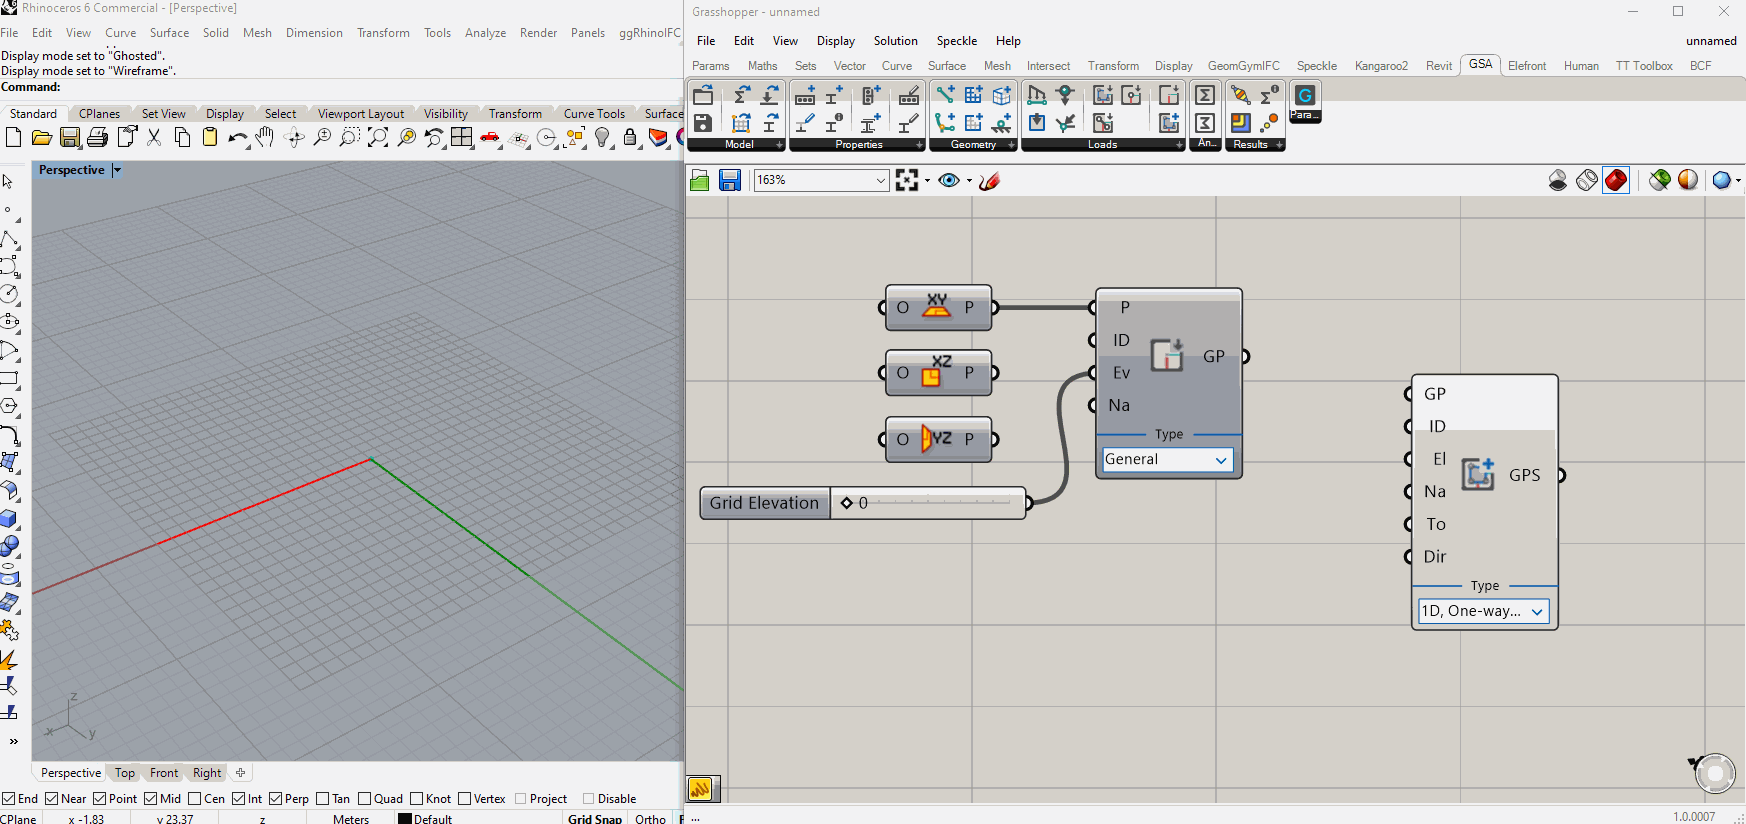 Rhinoceros 6 Commercial - [Perspective]
File Edit View Curve Surface Solid Mesh Dimension Transform Tools Analyze Render Panels ggRhinoIFC
Display mode set to "Ghosted".
Display mode set to "Wireframe".
Command:
Standard CPlanes Set View Display Select Viewport Layout Visibility Transform Curve Tools Surface
Perspective
z
x
y
Perspective Top Front Right
End Near Point Mid Cen Int Perp Tan Quad Knot Vertex Project Disable
CPlane x -1.83 y 23.37 z Meters Default Grid Snap Ortho
Grasshopper - unnamed
File Edit View Display Solution Speckle Help unnamed
Params Maths Sets Vector Curve Surface Mesh Intersect Transform Display GeomGymIFC Speckle Kangaroo2 Revit GSA Elefront Human TT Toolbox BCF
Model Properties Geometry Loads An... Results Para...
163%
O XY P
O XZ P
O YZ P
Grid Elevation 0
P
ID
Ev
Na
GP
Type
General
GP
ID
El
Na
To
Dir
GPS
Type
1D, One-way...
...
1.0.0007